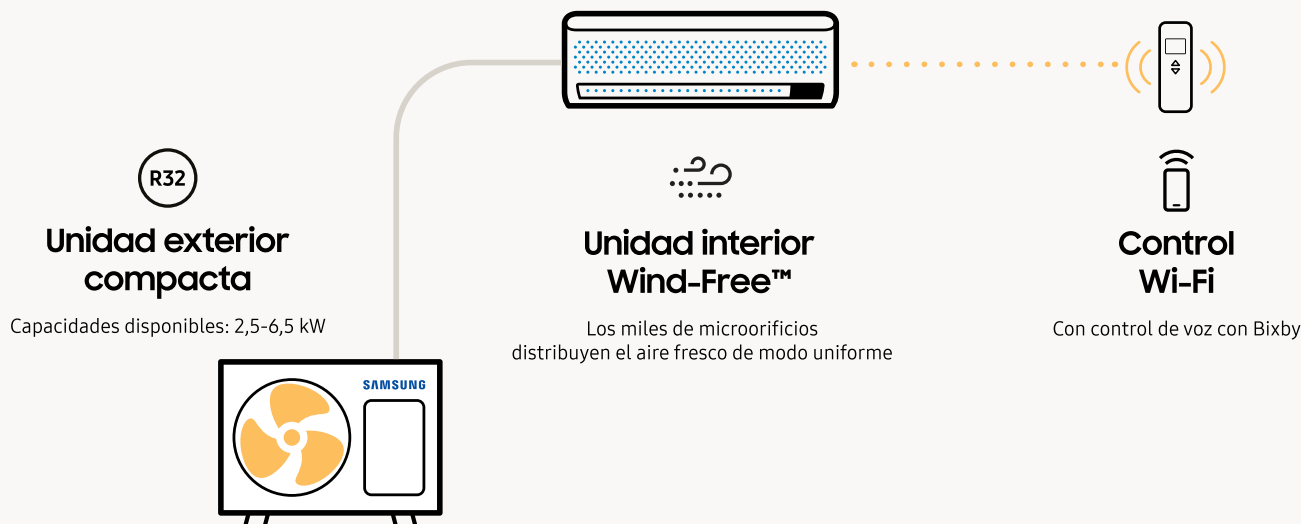 R32
Unidad exterior
compacta
Capacidades disponibles: 2,5-6,5 kW
SAMSUNG
Unidad interior
Wind-Free™
Los miles de microorificios
distribuyen el aire fresco de modo uniforme
Control
Wi-Fi
Con control de voz con Bixby